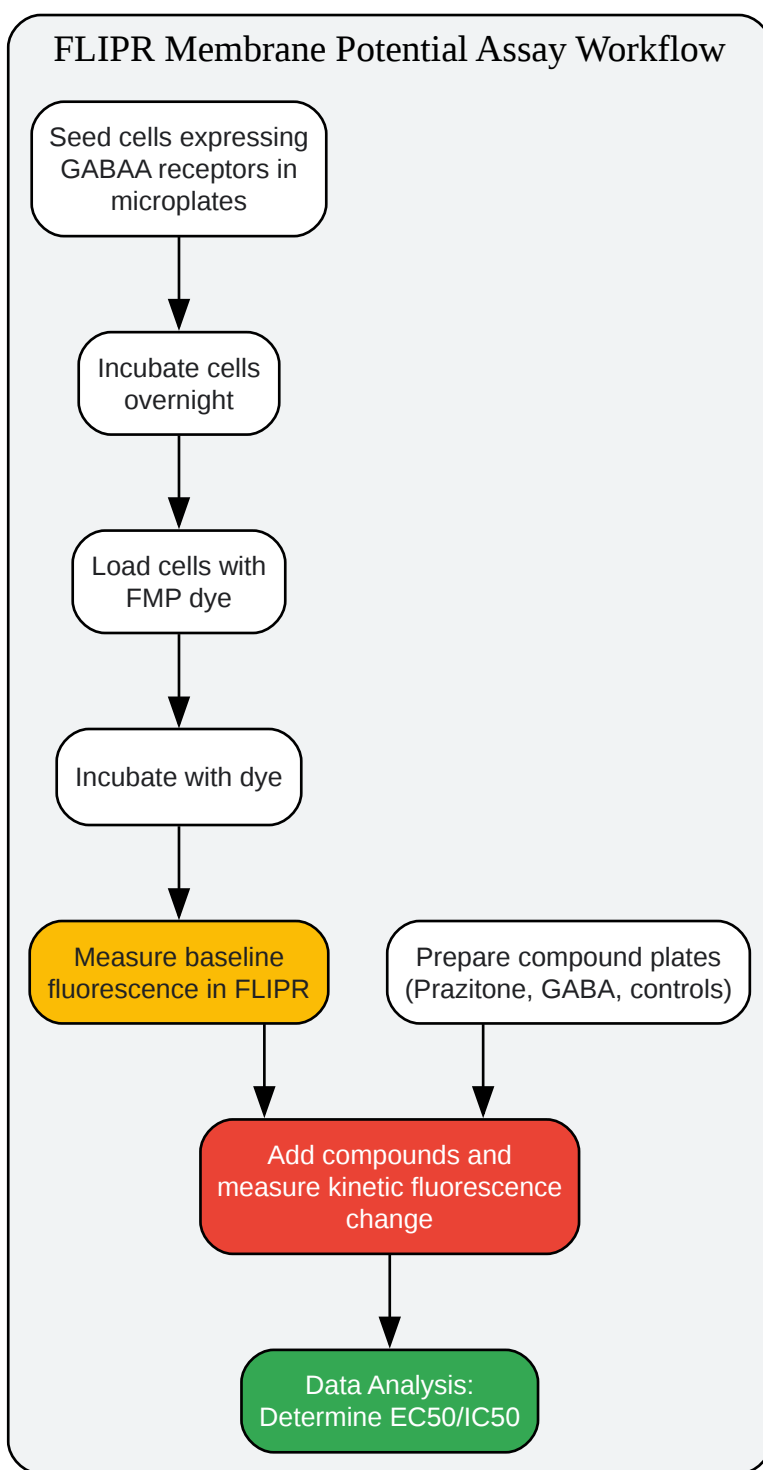 FLIPR Membrane Potential Assay Workflow
Seed cells expressing
GABAA receptors in
microplates
Incubate cells
overnight
Load cells with
FMP dye
Incubate with dye
Measure baseline
fluorescence in FLIPR
Prepare compound plates
(Prazitone, GABA, controls)
Add compounds and
measure kinetic fluorescence
change
Data Analysis:
Determine EC50/IC50